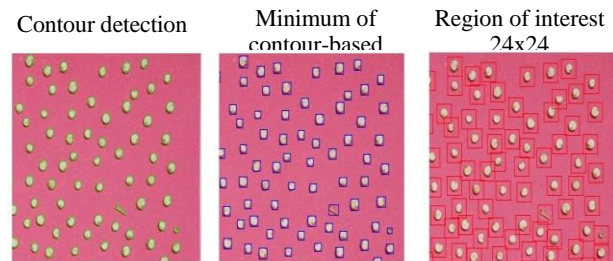 Contour detection
Minimum of
contour-based
Region of interest
24x24